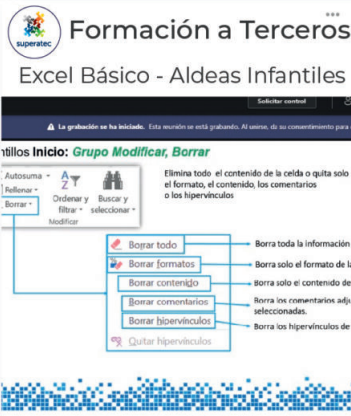 superatec
Formación a Terceros
Excel Básico - Aldeas Infantiles
Solicitar control
La grabación se ha iniciado. Esta reunión se está grabando. Al unirse, da su consentimiento para
ntillos Inicio: Grupo Modificar, Borrar
Autosuma
Rellenar
Borrar
A
Z
Ordenar y
filtrar
Buscar y
seleccionar
Modificar
Elimina todo el contenido de la celda o quita solo
el formato, el contenido, los comentarios
o los hipervínculos
Borrar todo
Borra toda la información
Borrar formatos
Borra solo el formato de la
Borrar contenido
Borra solo el contenido de
Borrar comentarios
Borra los comentarios adju
seleccionadas.
Borrar hipervínculos
Borra los hipervínculos de
Quitar hipervínculos